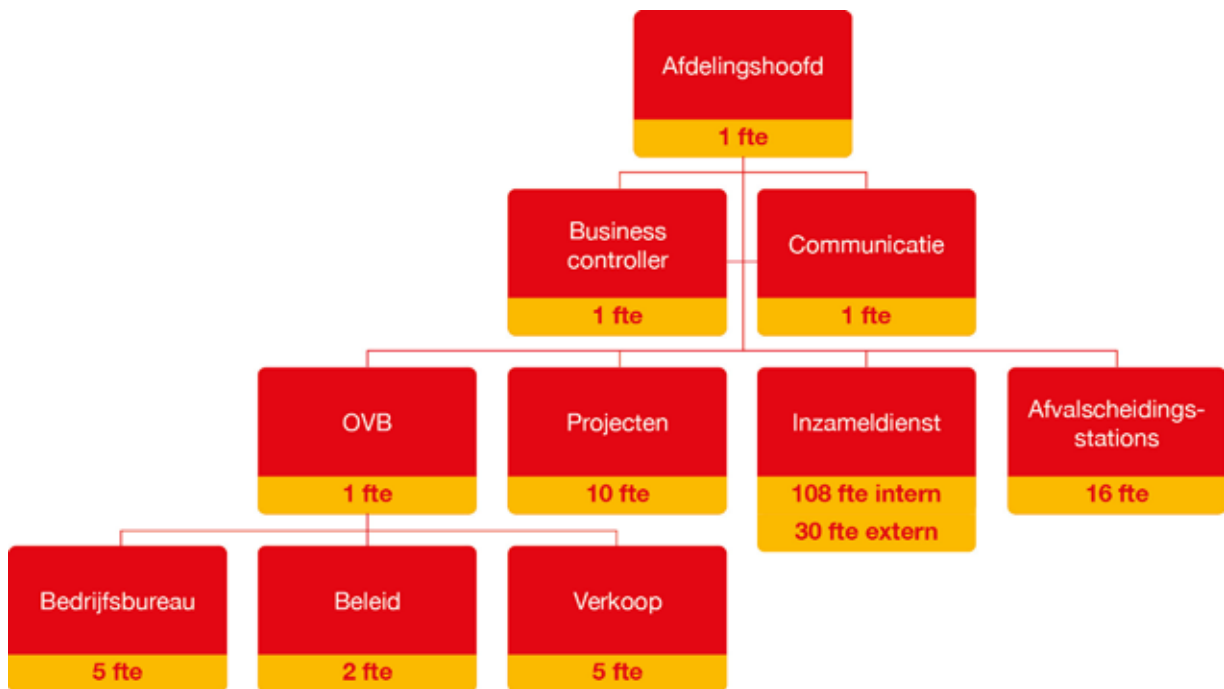 Afdelingshoofd
1 fte
Business
controller
1 fte
Communicatie
1 fte
OVB
1 fte
Projecten
10 fte
Inzameldienst
108 fte intern
30 fte extern
Afvalscheidings-
stations
16 fte
Bedrijfsbureau
5 fte
Beleid
2 fte
Verkoop
5 fte